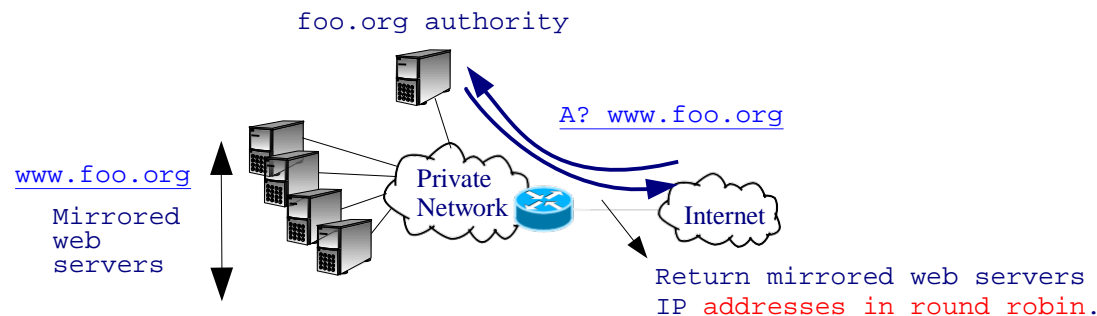 foo.org authority
A? www.foo.org
www.foo.org
Mirrored
web
servers
Private
Network
Internet
Return mirrored web servers
IP addresses in round robin.